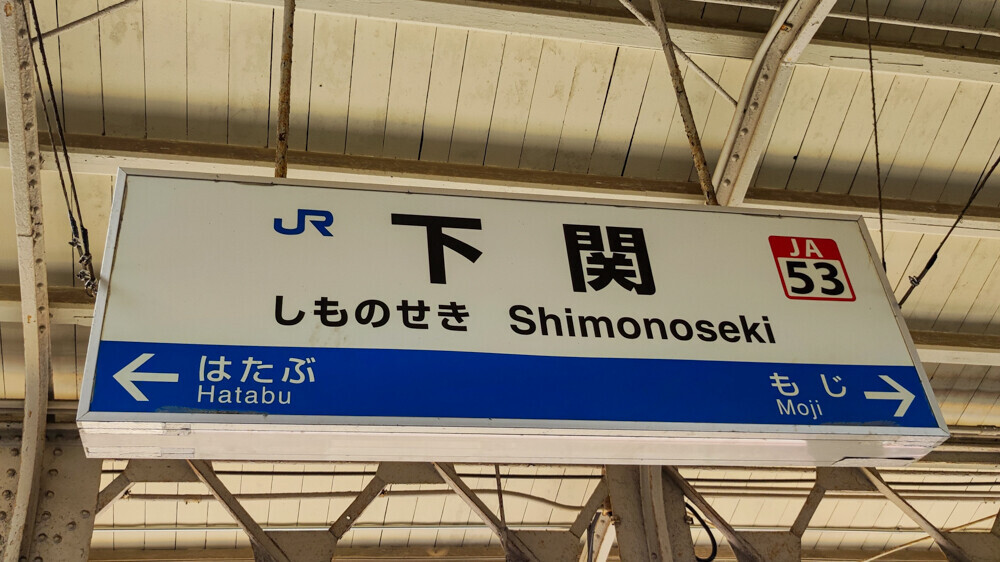 JR 下関
JA
53
しものせき Shimonoseki
← はたぶ
Hatabu
もじ →
Moji